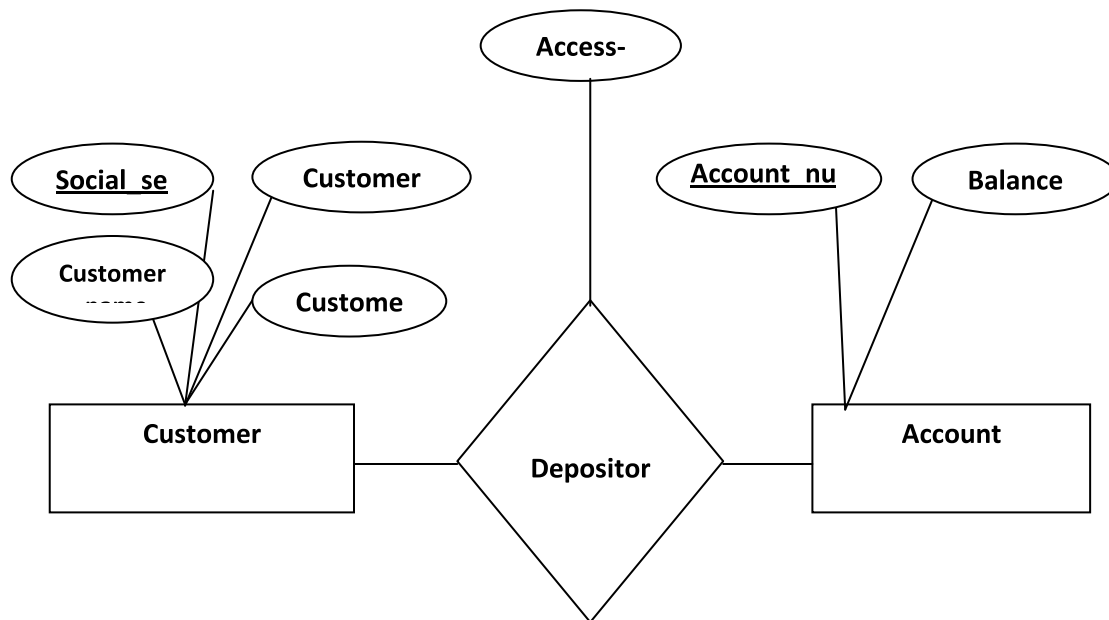 Access-
Social_se
Customer
Account_nu
Balance
Customer
Custome
Customer
Depositor
Account